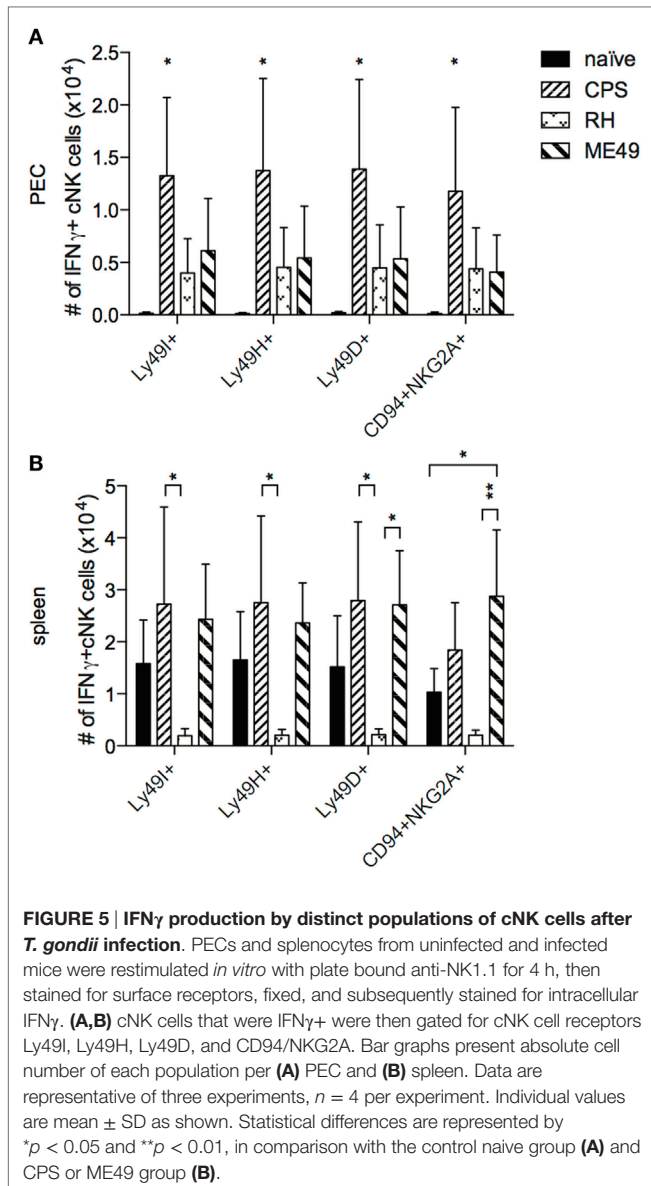 A
PEC
# of IFNγ+ cNK cells (x10⁴)
2.5
2.0
1.5
1.0
0.5
0.0
* * * *
naïve
CPS
RH
ME49
Ly49I+
Ly49H+
Ly49D+
CD94+NKG2A+
B
spleen
# of IFNγ+cNK cells (x10⁴)
5
4
3
2
1
0
* * * * * **
Ly49I+
Ly49H+
Ly49D+
CD94+NKG2A+
FIGURE 5 | IFNγ production by distinct populations of cNK cells after
T. gondii infection. PECs and splenocytes from uninfected and infected
mice were restimulated in vitro with plate bound anti-NK1.1 for 4 h, then
stained for surface receptors, fixed, and subsequently stained for intracellular
IFNγ. (A,B) cNK cells that were IFNγ+ were then gated for cNK cell receptors
Ly49I, Ly49H, Ly49D, and CD94/NKG2A. Bar graphs present absolute cell
number of each population per (A) PEC and (B) spleen. Data are
representative of three experiments, n = 4 per experiment. Individual values
are mean ± SD as shown. Statistical differences are represented by
*p < 0.05 and **p < 0.01, in comparison with the control naive group (A) and
CPS or ME49 group (B).